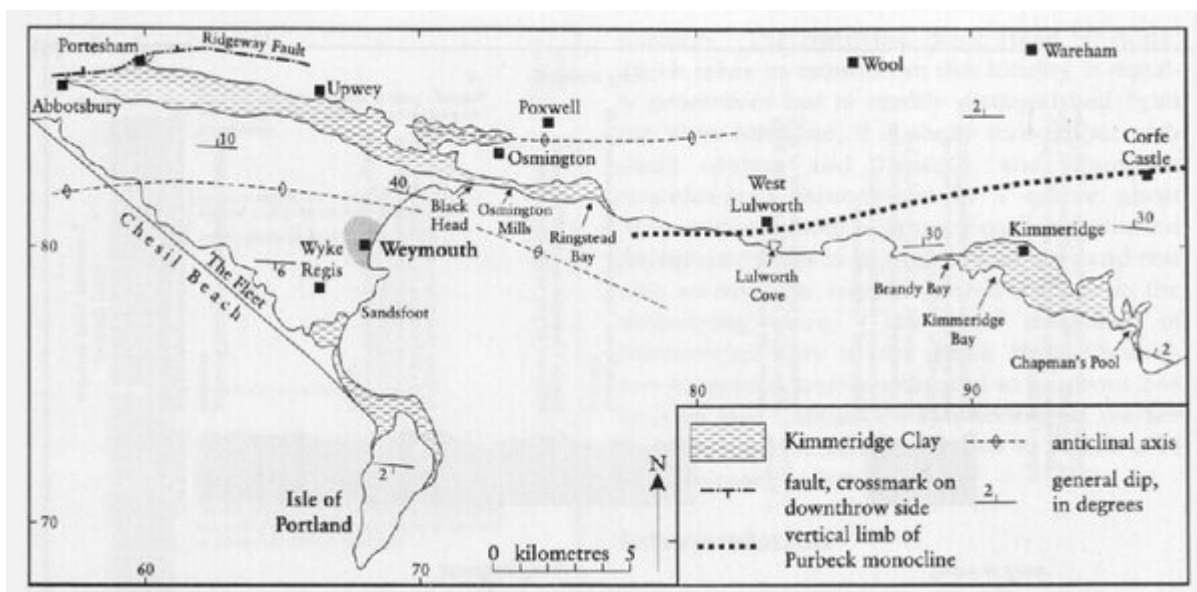 Portesham
Ridgeway Fault
Abbotsbury
Upwey
Poxwell
Osmington
Wool
Wareham
2
Corfe
Castle
10
40
Black
Head
Osmington
Mills
Ringstead
Bay
West
Lulworth
Lulworth
Cove
30
Kimmeridge
30
Brandy Bay
Kimmeridge
Bay
Chapman's Pool
2
80
Wyke
Regis
Weymouth
6
The Fleet
Chesil Beach
Sandsfoot
2
Isle of
Portland
70
60
70
80
90
N
0 kilometres 5
Kimmeridge Clay
fault, crossmark on
downthrow side
vertical limb of
Purbeck monocline
anticlinal axis
2
general dip,
in degrees